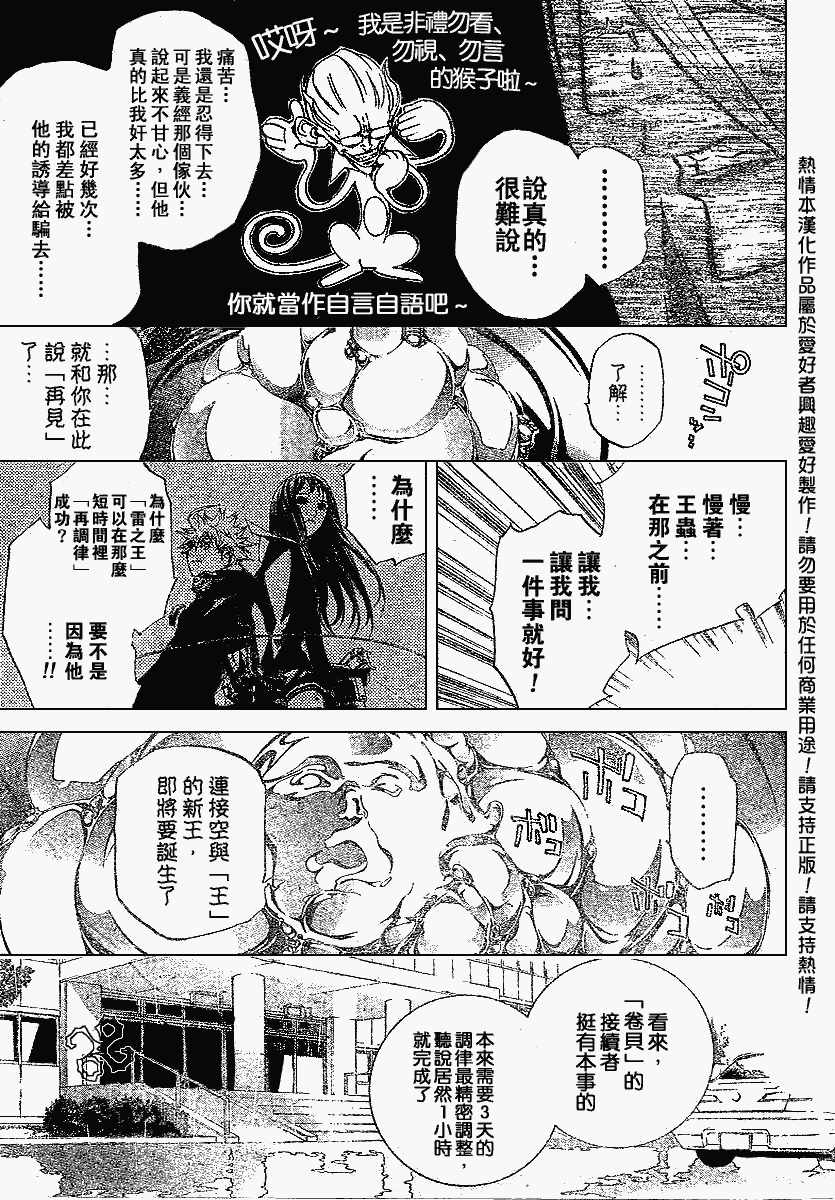 …………
說真的…
很難說
哎呀～
我是非禮勿看、
勿視、勿言
的猴子啦～
痛苦…
我還是忍得下去…
可是義經那個傢伙…
說起來不甘心，但他
真的比我奸太多……
已經好幾次…
我都差點被
他的誘導給騙去……
你就當作自言自語吧～
………
了解…
…那…
就和你在此
說「再見」
了…
慢…
慢著…
王蟲…
在那之前……
讓我…
讓我問
一件事就好！
為什麼
為什麼
「雷之王」
可以在那麼
短時間裡
「再調律」
成功？
要不是
因為他
……!!
………
ボコ
ボコ
ボコ
連接空與「王」
的新王，
即將要誕生了
看來，
「卷貝」的
接續者
挺有本事的
本來需要3天的
調律最精密調整，
聽說居然1小時
就完成了
熱情本漢化作品屬於愛好者興趣愛好製作！請勿要用於任何商業用途！請支持正版！請支持熱情！